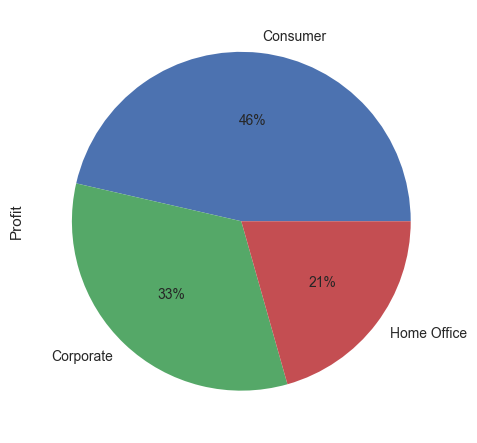 Consumer
46%
Profit
33%
21%
Corporate
Home Office